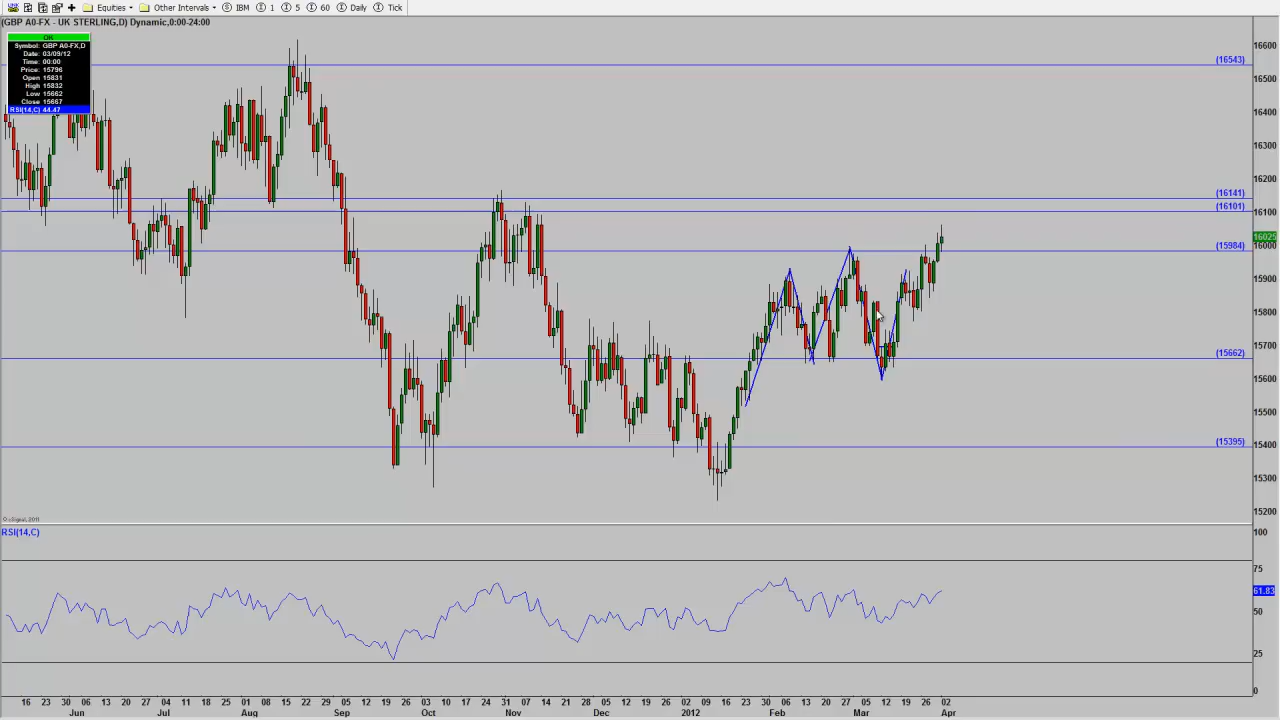 Equities Other Intervals IBM 1 5 60 Daily Tick
(GBP A0-FX - UK STERLING,D) Dynamic,0:00-24:00
OK
Symbol: GBP A0-FX,D
Date: 03/09/12
Time: 00:00
Price: 15796
Open 15831
High 15832
Low 15662
Close 15667
RSI(14,C) 44.47
(16543)
(16141)
(16101)
(15984)
(15662)
(15395)
16600
16500
16400
16300
16200
16100
16025
16000
15900
15800
15700
15600
15500
15400
15300
15200
© eSignal, 2011
RSI(14,C)
100
75
61.83
50
25
0
16 23 30 06 13 20 27 04 11 18 25 01 08 15 22 29 05 12 19 26 03 10 17 24 31 07 14 21 28 05 12 19 26 02 09 16 23 30 06 13 20 27 05 12 19 26 02
Jun Jul Aug Sep Oct Nov Dec 2012 Feb Mar Apr